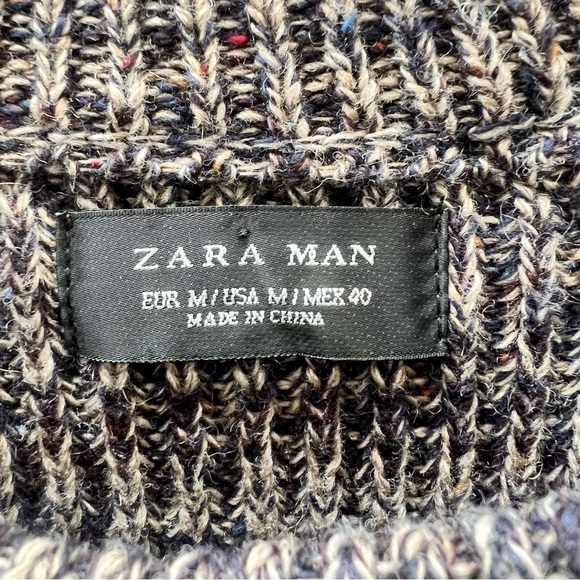 ZARA MAN
EUR M/USA M/MEX 40
MADE IN CHINA